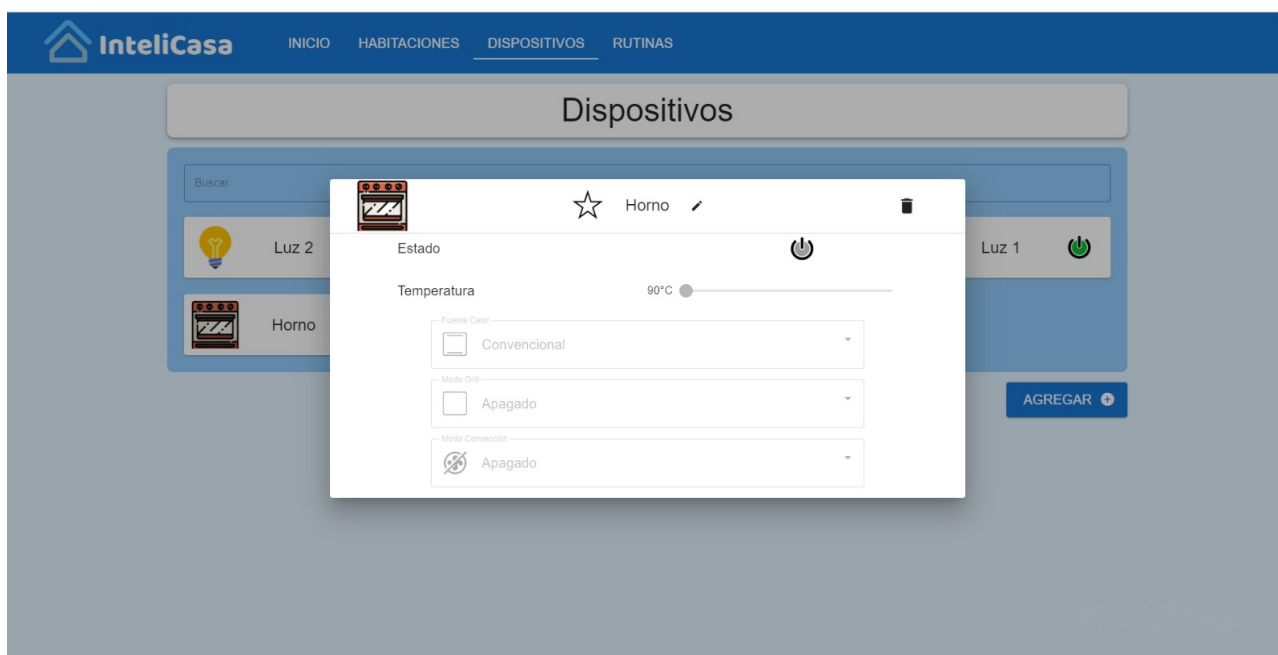 InteliCasa INICIO HABITACIONES DISPOSITIVOS RUTINAS
Dispositivos
Buscar
Horno
Luz 2
Luz 1
Estado
Temperatura 90°C
Horno
Fuente Calor
Convencional
Modo Grill
Apagado
Modo Convección
Apagado
AGREGAR